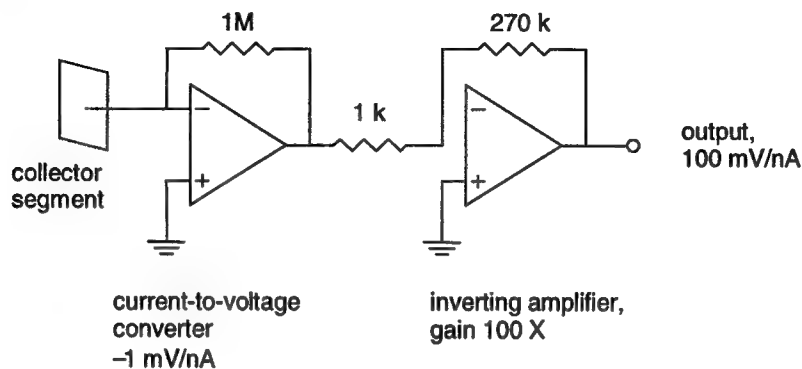 1M
270 k
1 k
−
+
−
+
output,
100 mV/nA
collector
segment
current-to-voltage
converter
–1 mV/nA
inverting amplifier,
gain 100 X